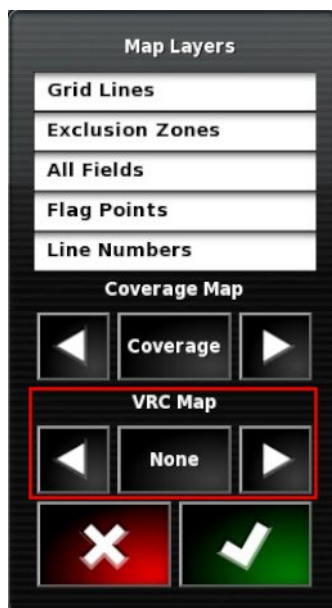 Map Layers
Grid Lines
Exclusion Zones
All Fields
Flag Points
Line Numbers
Coverage Map
Coverage
VRC Map
None